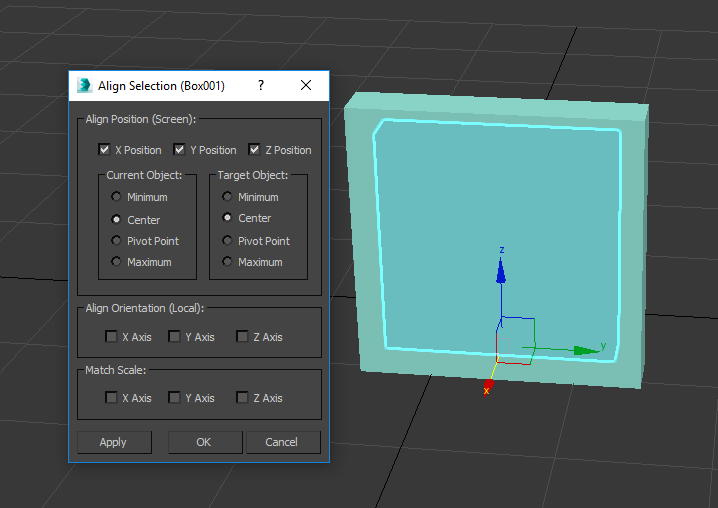 Align Selection (Box001) ?
Align Position (Screen):
X Position Y Position Z Position
Current Object: Target Object:
Minimum Minimum
Center Center
Pivot Point Pivot Point
Maximum Maximum
Align Orientation (Local):
X Axis Y Axis Z Axis
Match Scale:
X Axis Y Axis Z Axis
Apply OK Cancel
z
y
x